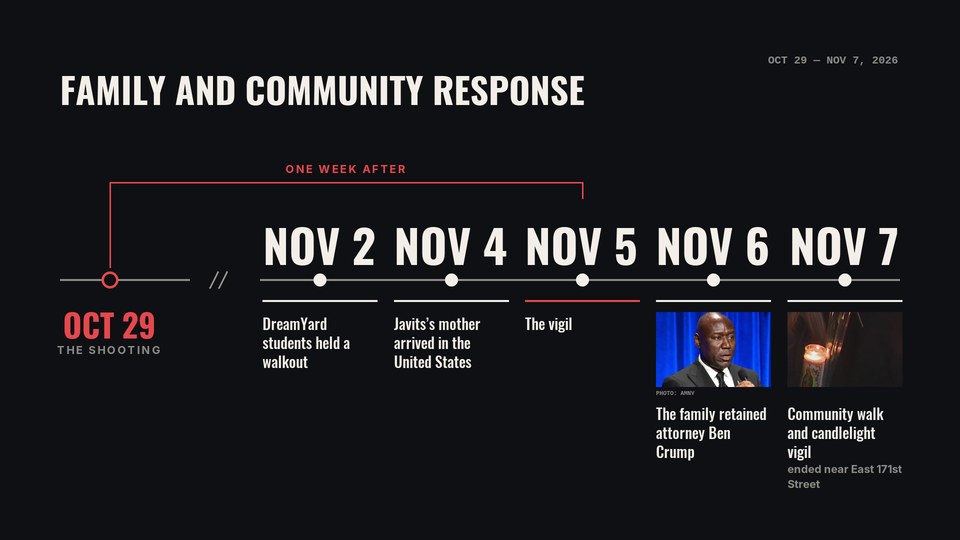 OCT 29 — NOV 7, 2026
FAMILY AND COMMUNITY RESPONSE
ONE WEEK AFTER
NOV 2
NOV 4
NOV 5
NOV 6
NOV 7
//
OCT 29
THE SHOOTING
DreamYard
students held a
walkout
Javits’s mother
arrived in the
United States
The vigil
PHOTO: AMNY
The family retained
attorney Ben
Crump
Community walk
and candlelight
vigil
ended near East 171st
Street